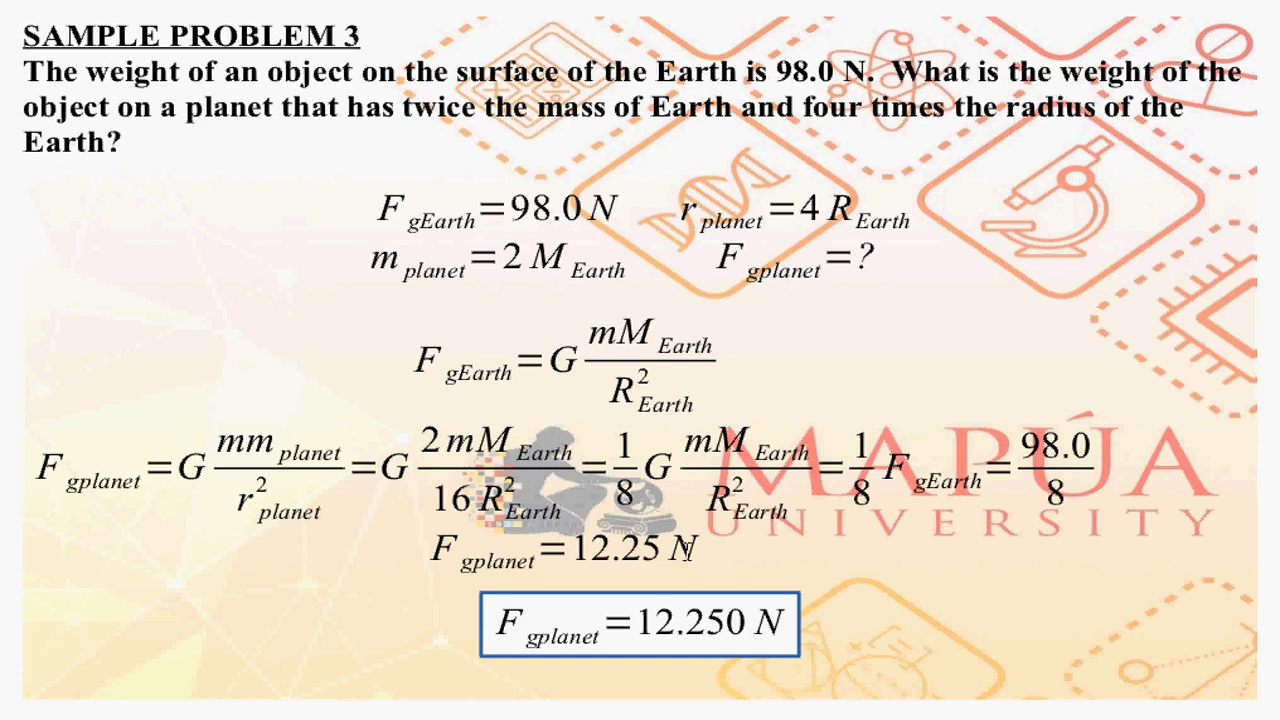 SAMPLE PROBLEM 3
The weight of an object on the surface of the Earth is 98.0 N. What is the weight of the
object on a planet that has twice the mass of Earth and four times the radius of the
Earth?
F gEarth = 98.0 N r planet = 4 R Earth
m planet = 2 M Earth F gplanet = ?
F gEarth = G mM Earth / R²Earth
F gplanet = G mm planet / r²planet = G 2 mM Earth / 16 R²Earth = 1/8 G mM Earth / R²Earth = 1/8 F gEarth = 98.0/8
MAPÚA
UNIVERSITY
F gplanet = 12.25 N
F gplanet = 12.250 N